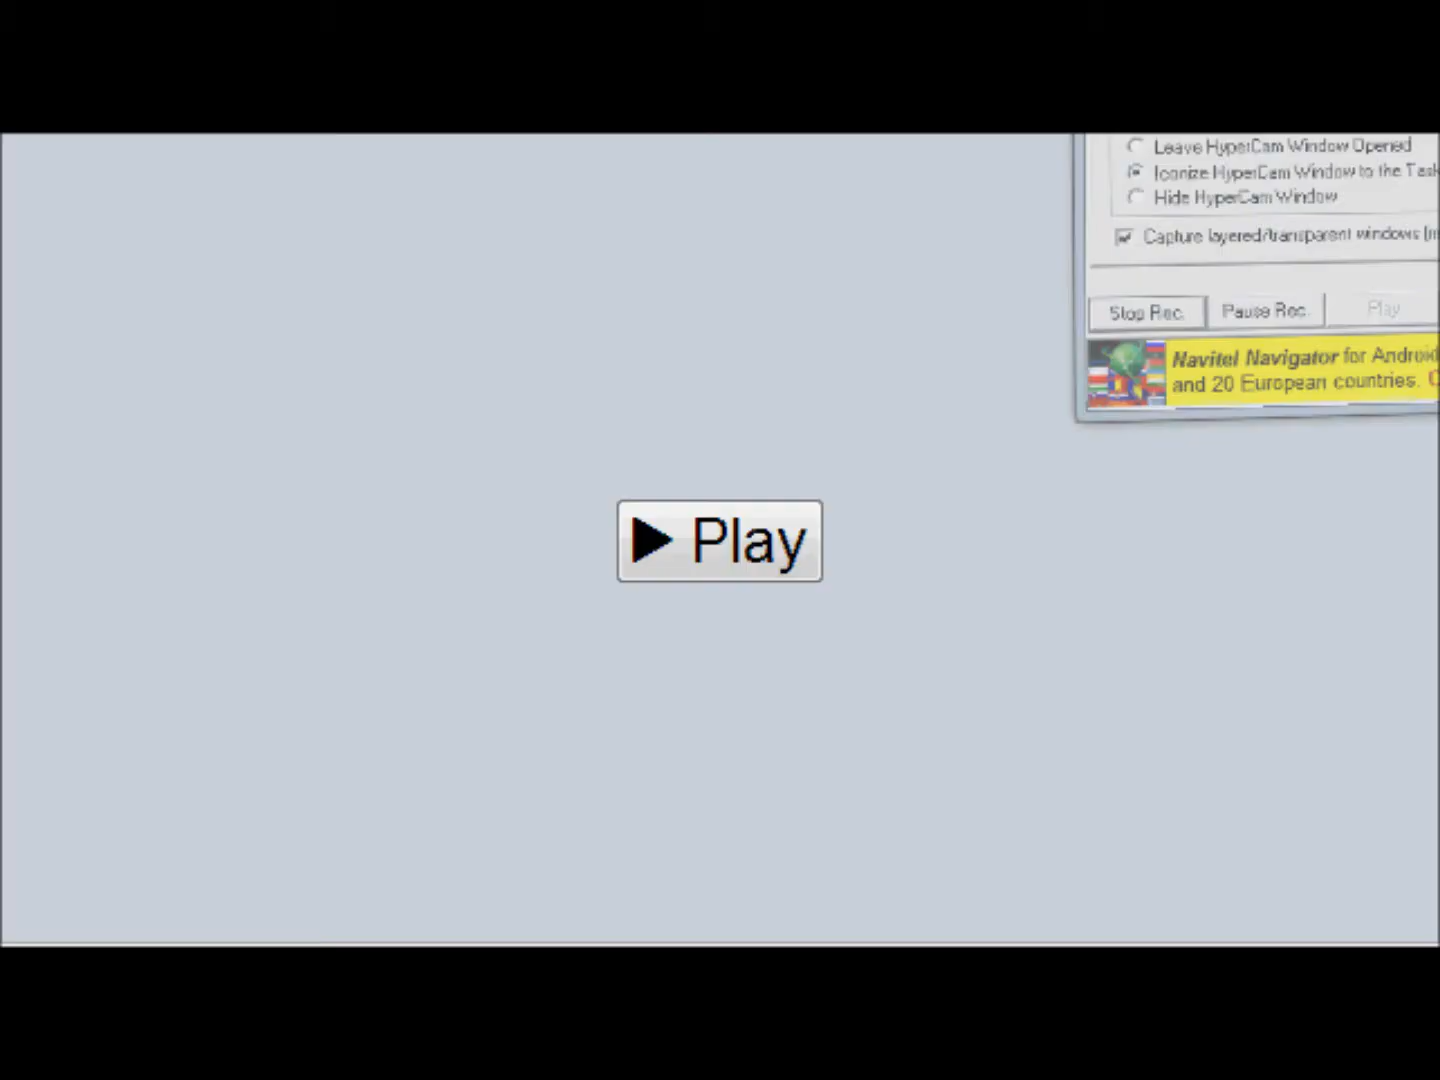 Leave HyperCam Window Opened
Iconize HyperCam Window to the Task
Hide HyperCam Window
Capture layered/transparent windows
Stop Rec.
Pause Rec.
Play
Navitel Navigator for Android
and 20 European countries.
Play